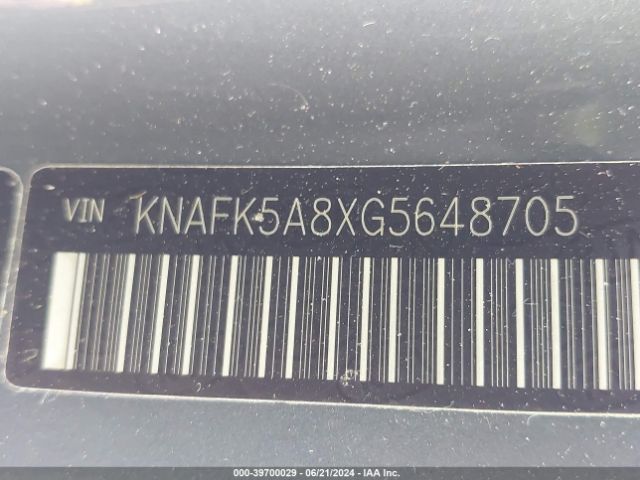 VIN KNAFK5A8XG5648705
000-39700029 - 06/21/2024 - IAA Inc.